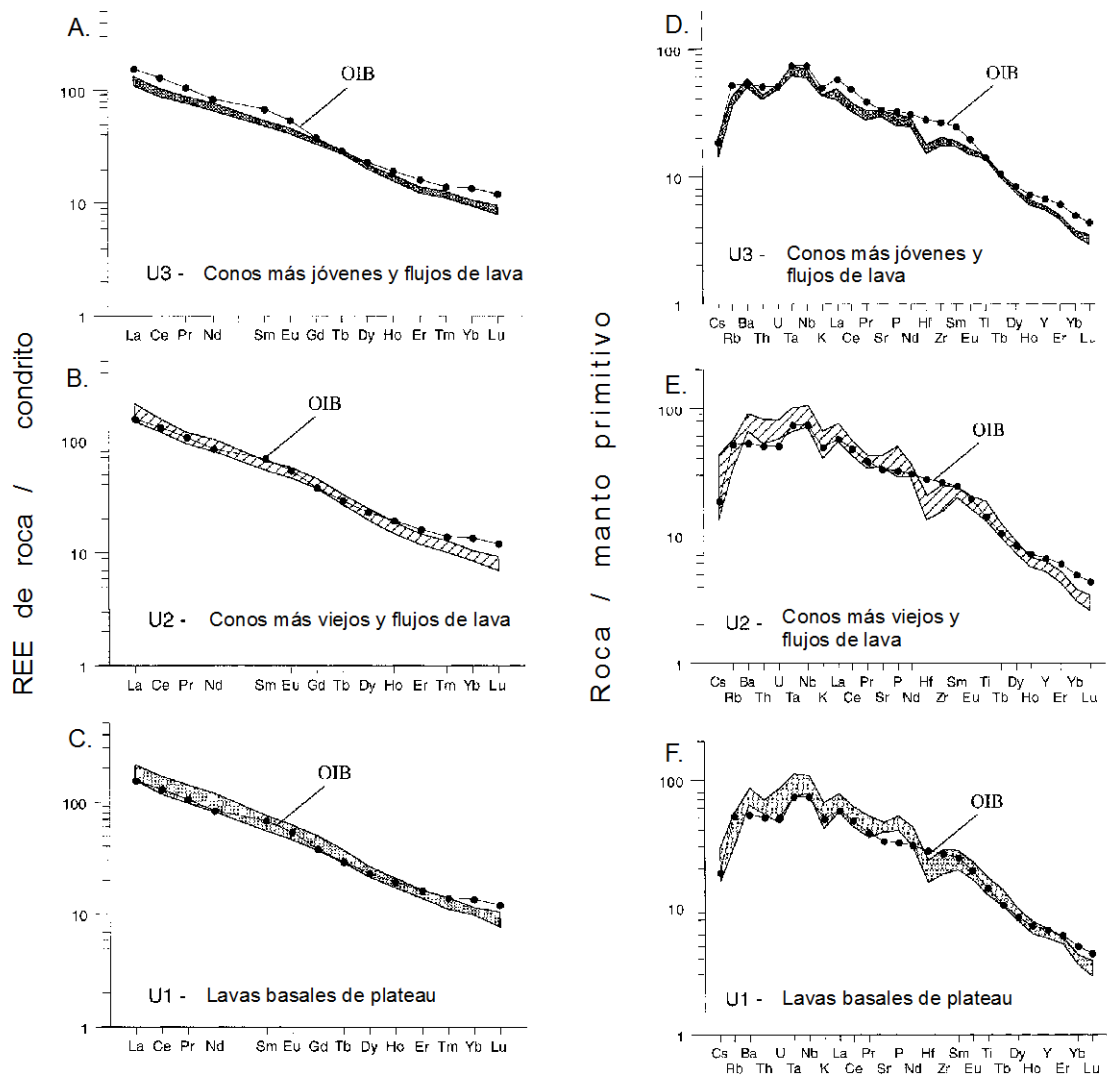 REE de roca / condrito
A.
100
10
1
OIB
U3 - Conos más jóvenes y flujos de lava
La Ce Pr Nd Sm Eu Gd Tb Dy Ho Er Tm Yb Lu
B.
100
10
1
OIB
U2 - Conos más viejos y flujos de lava
La Ce Pr Nd Sm Eu Gd Tb Dy Ho Er Tm Yb Lu
C.
100
10
1
OIB
U1 - Lavas basales de plateau
La Ce Pr Nd Sm Eu Gd Tb Dy Ho Er Tm Yb Lu
Roca / manto primitivo
D.
100
10
1
OIB
U3 - Conos más jóvenes y
flujos de lava
Cs Ba U Nb La Pr P Hf Sm Ti Dy Y Yb
Rb Th Ta K Ce Sr Nd Zr Eu Tb Ho Er Lu
E.
100
10
1
OIB
U2 - Conos más viejos y
flujos de lava
Cs Ba U Nb La Pr P Hf Sm Ti Dy Y Yb
Rb Th Ta K Ce Sr Nd Zr Eu Tb Ho Er Lu
F.
100
10
1
OIB
U1 - Lavas basales de plateau
Cs Ba U Nb La Pr P Hf Sm Ti Dy Y Yb
Rb Th Ta K Ce Sr Nd Zr Eu Tb Ho Er Lu